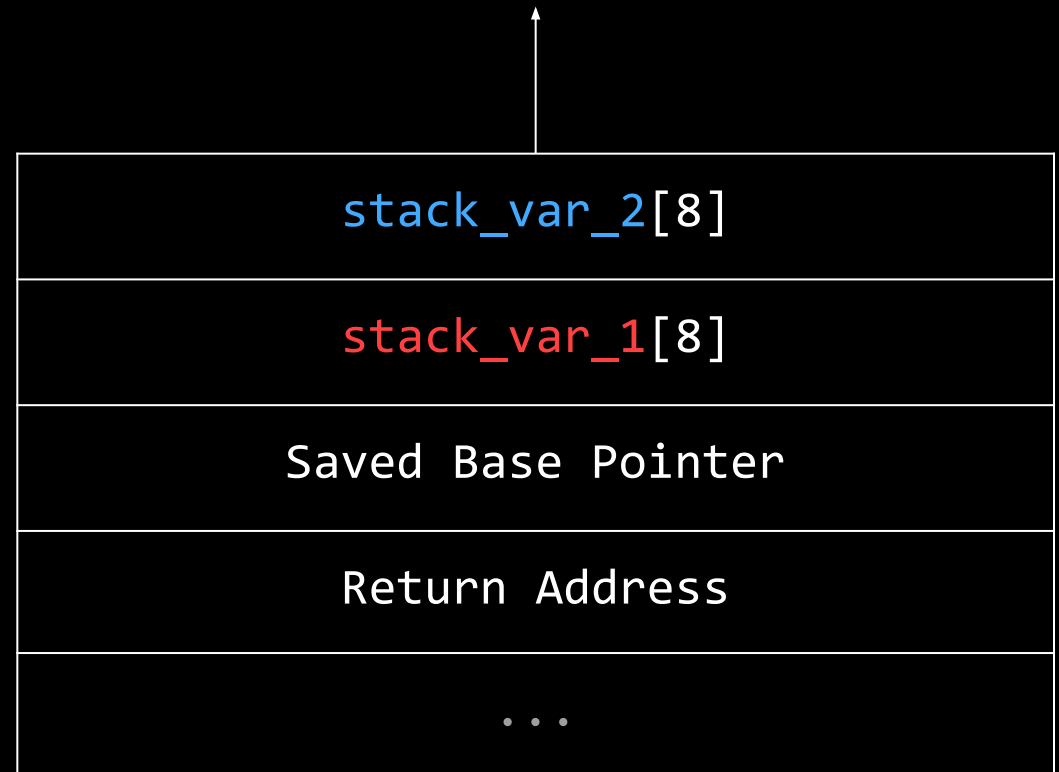 stack_var_2[8]
stack_var_1[8]
Saved Base Pointer
Return Address
...